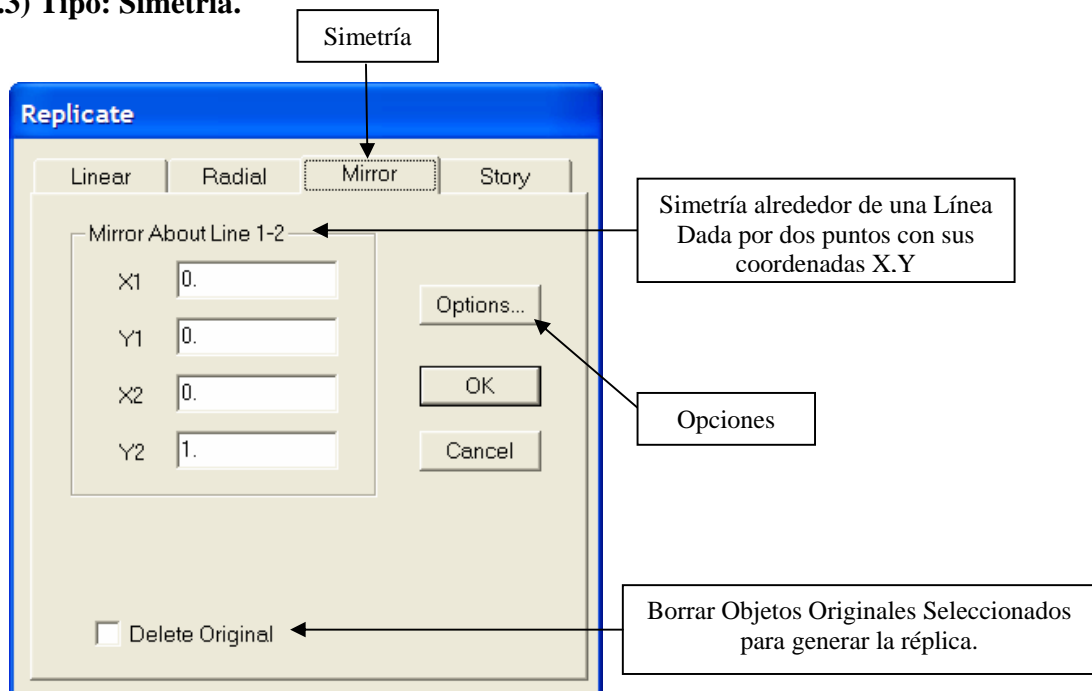 .3) Tipo: Simetría.
Simetría
Replicate
Linear Radial Mirror Story
Mirror About Line 1-2
X1 0.
Y1 0.
X2 0.
Y2 1.
Options...
OK
Cancel
Delete Original
Simetría alrededor de una Línea
Dada por dos puntos con sus
coordenadas X.Y
Opciones
Borrar Objetos Originales Seleccionados
para generar la réplica.